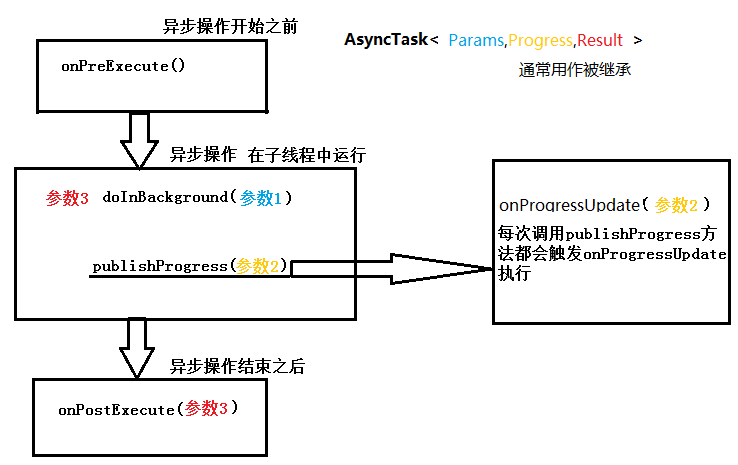 异步操作开始之前
AsyncTask< Params,Progress,Result >
通常用作被继承
onPreExecute()
异步操作 在子线程中运行
参数3 doInBackground(参数1)
publishProgress(参数2)
onProgressUpdate( 参数2 )
每次调用publishProgress方
法都会触发onProgressUpdate
执行
异步操作结束之后
onPostExecute(参数3)